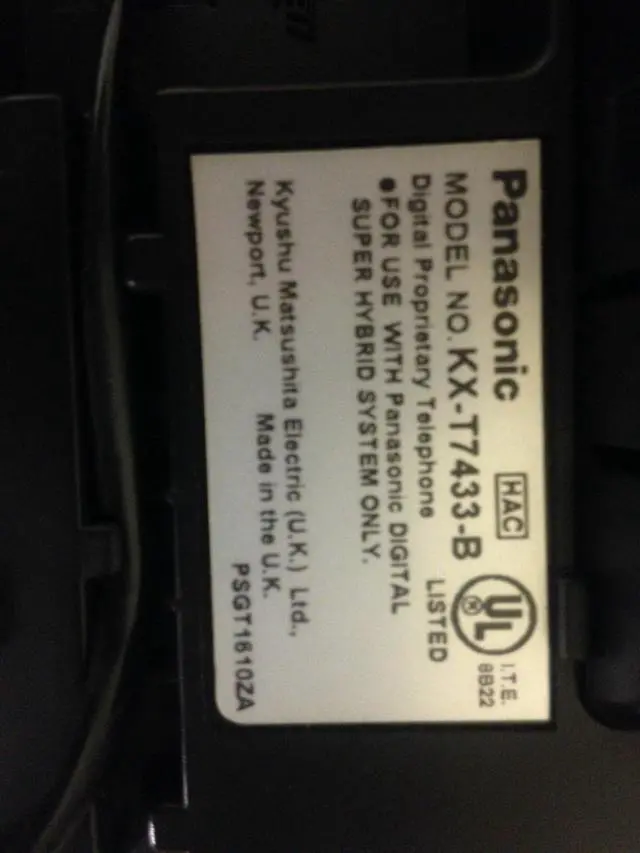 Panasonic HAC
MODEL NO. KX-T7433-B
Digital Proprietary Telephone
●FOR USE WITH Panasonic DIGITAL
SUPER HYBRID SYSTEM ONLY.
UL
®
LISTED
I.T.E.
8B22
Kyushu Matsushita Electric (U.K.) Ltd.,
Newport, U.K. Made in the U.K.
PSGT1610ZA